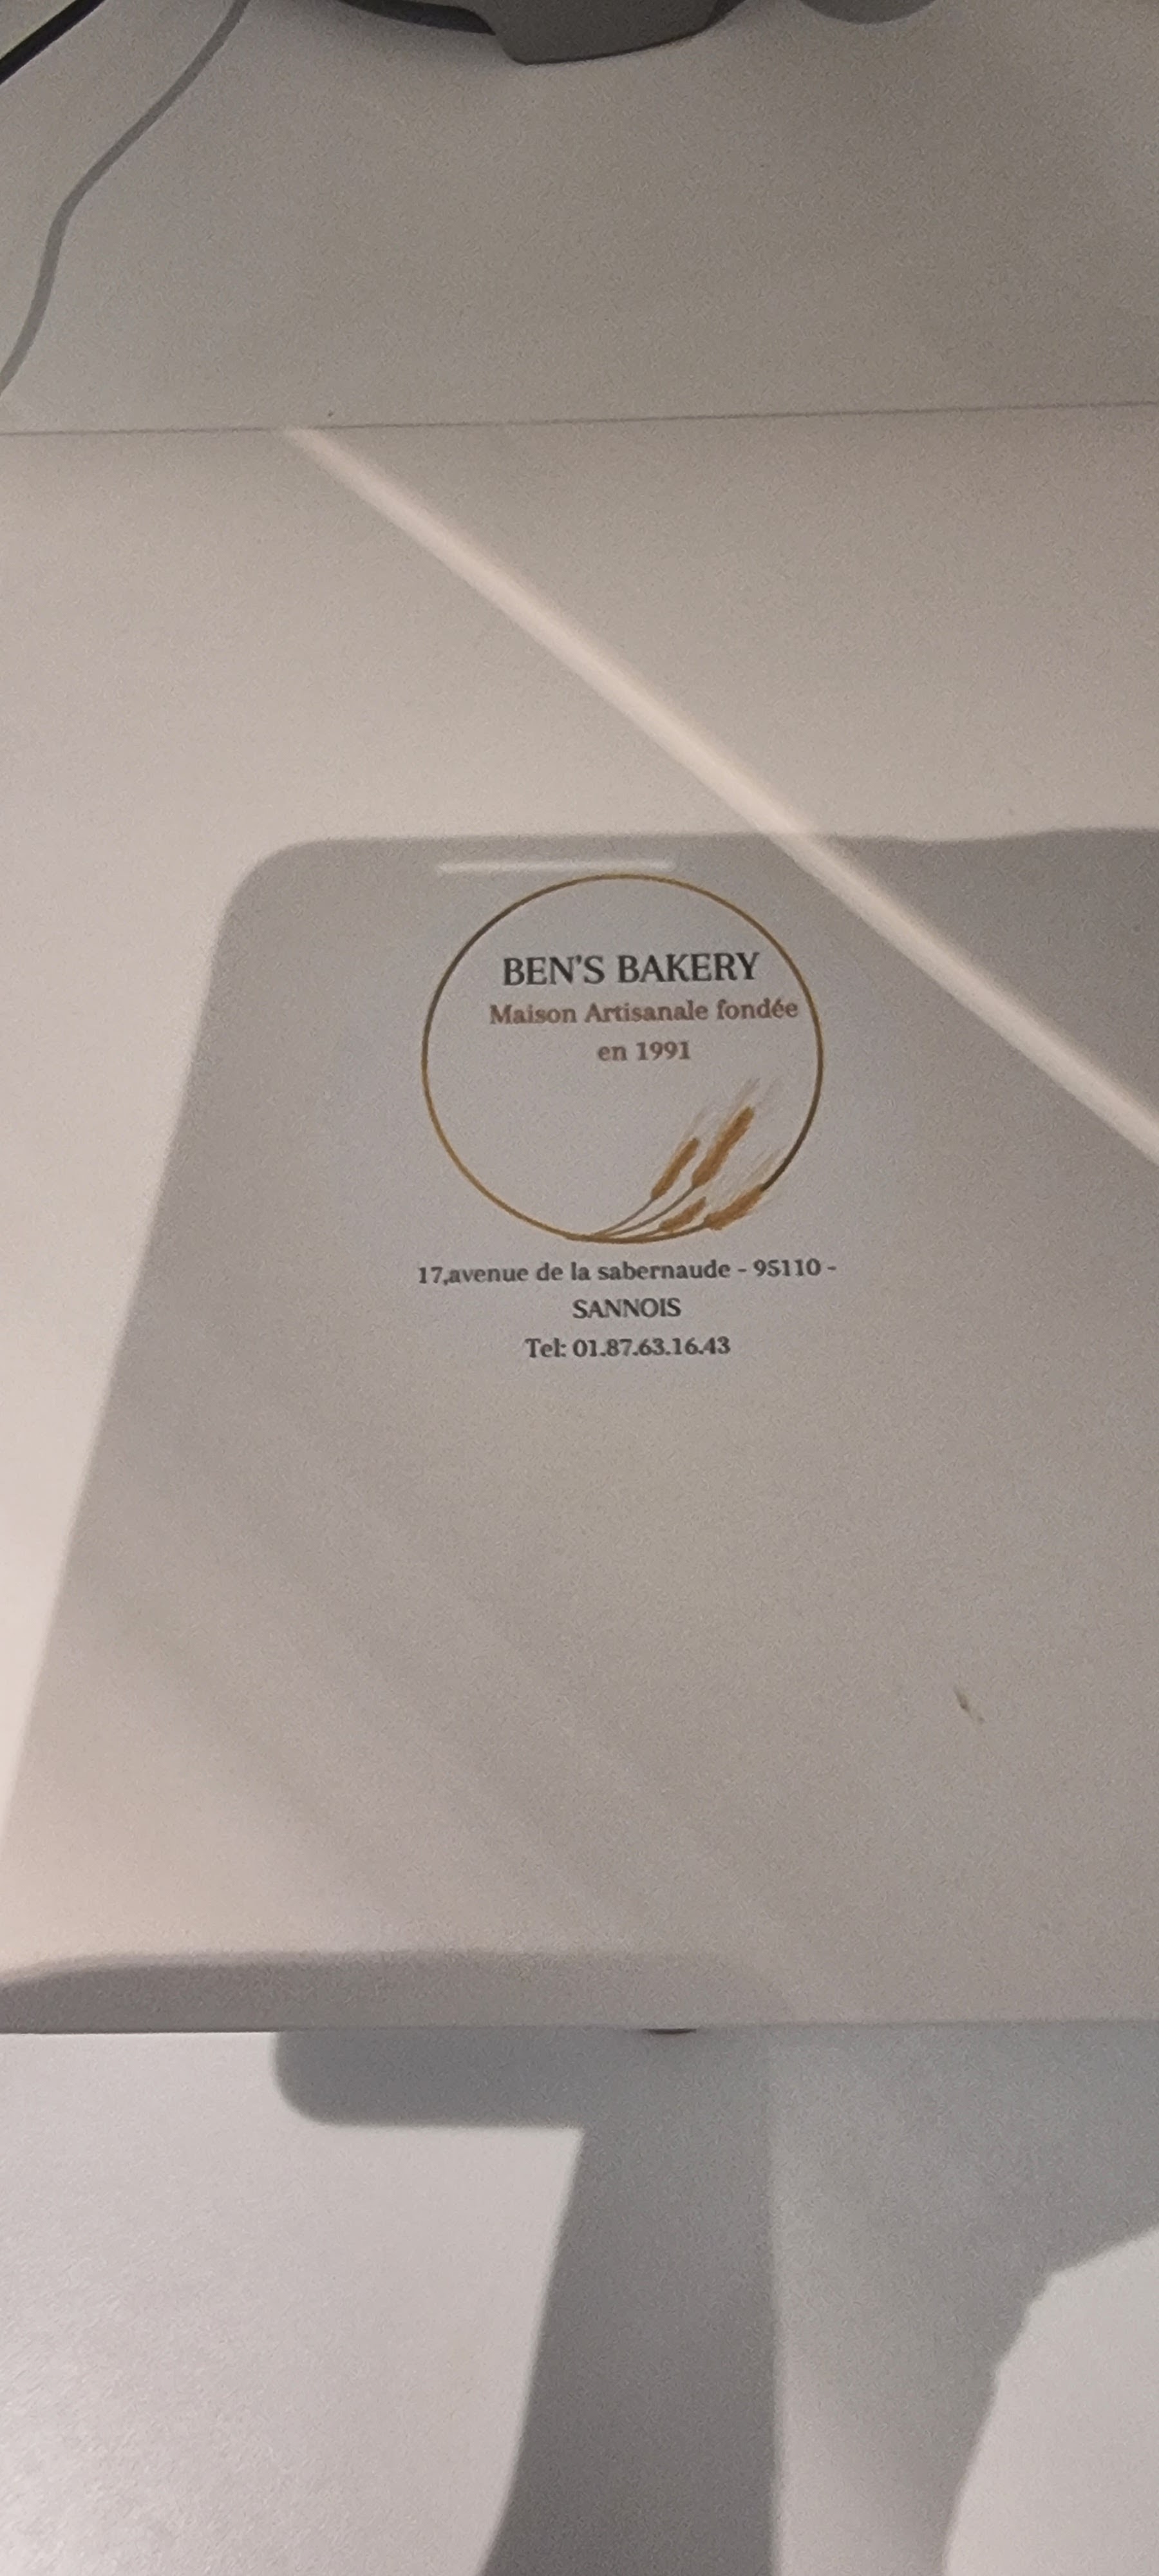 BEN'S BAKERY
Maison Artisanale fondée
en 1991
17,avenue de la sabernaude - 95110 -
SANNOIS
Tel: 01.87.63.16.43